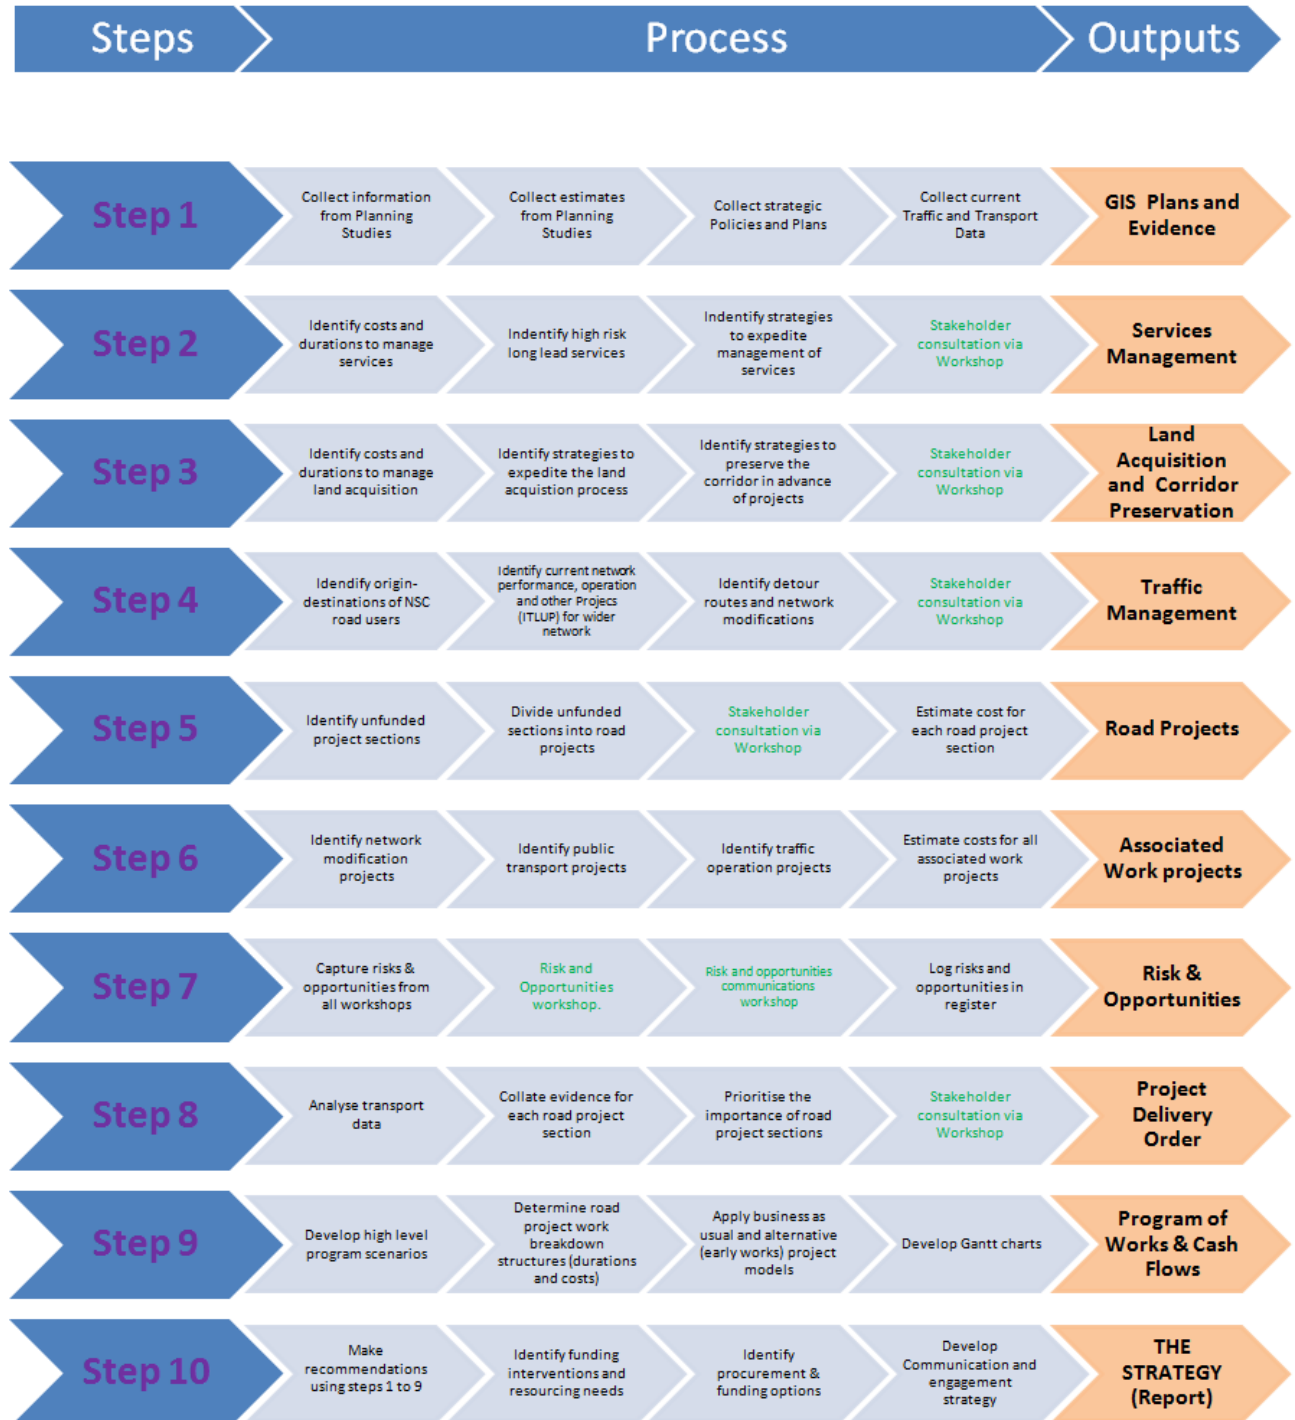 Steps
Process
Outputs
Step 1
Collect information
from Planning
Studies
Collect estimates
from Planning
Studies
Collect strategic
Policies and Plans
Collect current
Traffic and Transport
Data
GIS Plans and
Evidence
Step 2
Identify costs and
durations to manage
services
Indentify high risk
long lead services
Indentify strategies
to expedite
management of
services
Stakeholder
consultation via
Workshop
Services
Management
Step 3
Identify costs and
durations to manage
land acquisition
Identify strategies to
expedite the land
acquistion process
Identify strategies to
preserve the
corridor in advance
of projects
Stakeholder
consultation via
Workshop
Land
Acquisition
and Corridor
Preservation
Step 4
Idendify origin-
destinations of NSC
road users
Identify current network
performance, operation
and other Projecs
(ITLUP) for wider
network
Identify detour
routes and network
modifications
Stakeholder
consultation via
Workshop
Traffic
Management
Step 5
Identify unfunded
project sections
Divide unfunded
sections into road
projects
Stakeholder
consultation via
Workshop
Estimate cost for
each road project
section
Road Projects
Step 6
Identify network
modification
projects
Identify public
transport projects
Identify traffic
operation projects
Estimate costs for all
associated work
projects
Associated
Work projects
Step 7
Capture risks &
opportunities from
all workshops
Risk and
Opportunities
workshop.
Risk and opportunities
communications
workshop
Log risks and
opportunities in
register
Risk &
Opportunities
Step 8
Analyse transport
data
Collate evidence for
each road project
section
Prioritise the
importance of road
project sections
Stakeholder
consultation via
Workshop
Project
Delivery
Order
Step 9
Develop high level
program scenarios
Determine road
project work
breakdown
structures (durations
and costs)
Apply business as
usual and alternative
(early works) project
models
Develop Gantt charts
Program of
Works & Cash
Flows
Step 10
Make
recommendations
using steps 1 to 9
Identify funding
interventions and
resourcing needs
Identify
procurement &
funding options
Develop
Communication and
engagement
strategy
THE
STRATEGY
(Report)